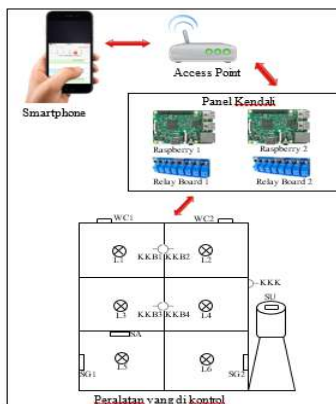 Access Point
Smartphone
Panel Kendali
Raspberry 1
Raspberry 2
Relay Board 1
Relay Board 2
WC1
WC2
L1
KKB1
KKB2
L2
KKK
SU
L3
KKB3
KKB4
L4
SA
SG1
L5
L6
SG2
Peralatan yang di kontrol